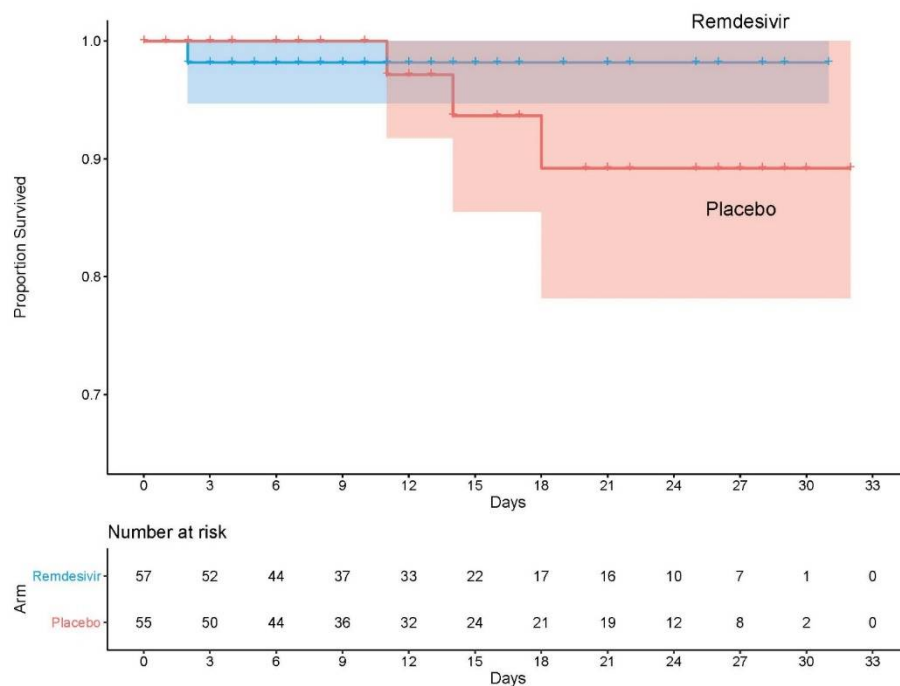 Remdesivir
1.0
0.9
Placebo
0.8
0.7
Proportion Survived
0 3 6 9 12 15 18 21 24 27 30 33
Days
Number at risk
Arm
Remdesivir 57 52 44 37 33 22 17 16 10 7 1 0
Placebo 55 50 44 36 32 24 21 19 12 8 2 0
0 3 6 9 12 15 18 21 24 27 30 33
Days